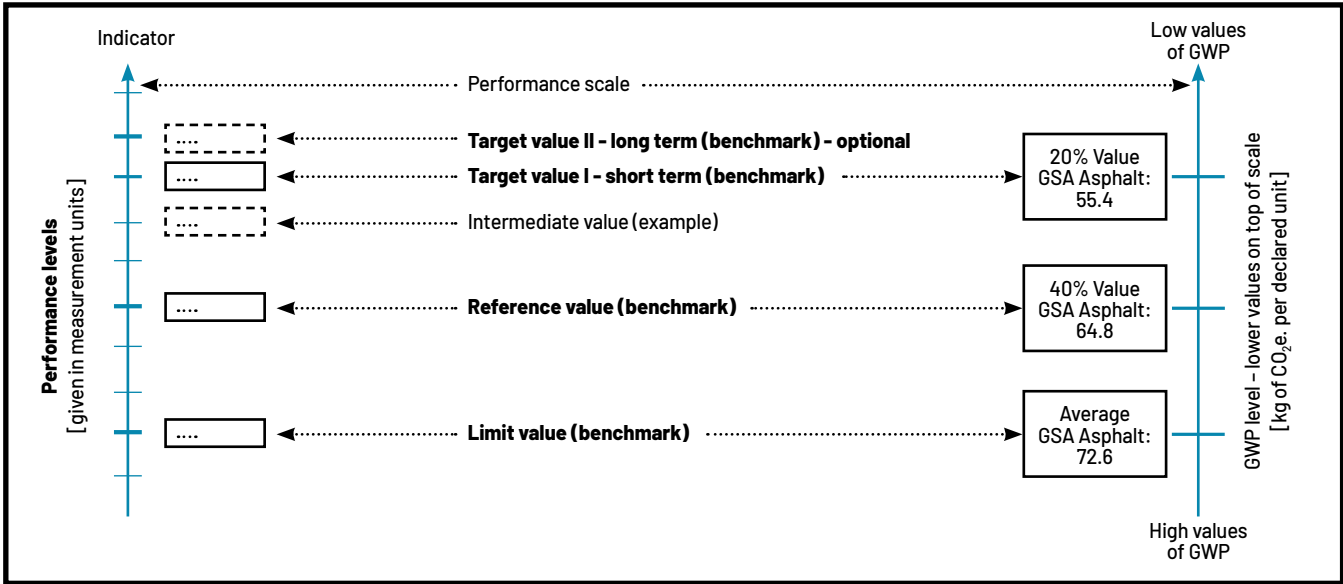 Indicator
Low values
of GWP
Performance scale
....
Target value II - long term (benchmark) - optional
....
Target value I - short term (benchmark)
20% Value
GSA Asphalt:
55.4
....
Intermediate value (example)
Performance levels
[given in measurement units]
....
Reference value (benchmark)
40% Value
GSA Asphalt:
64.8
GWP level - lower values on top of scale
[kg of CO₂e. per declared unit]
....
Limit value (benchmark)
Average
GSA Asphalt:
72.6
High values
of GWP